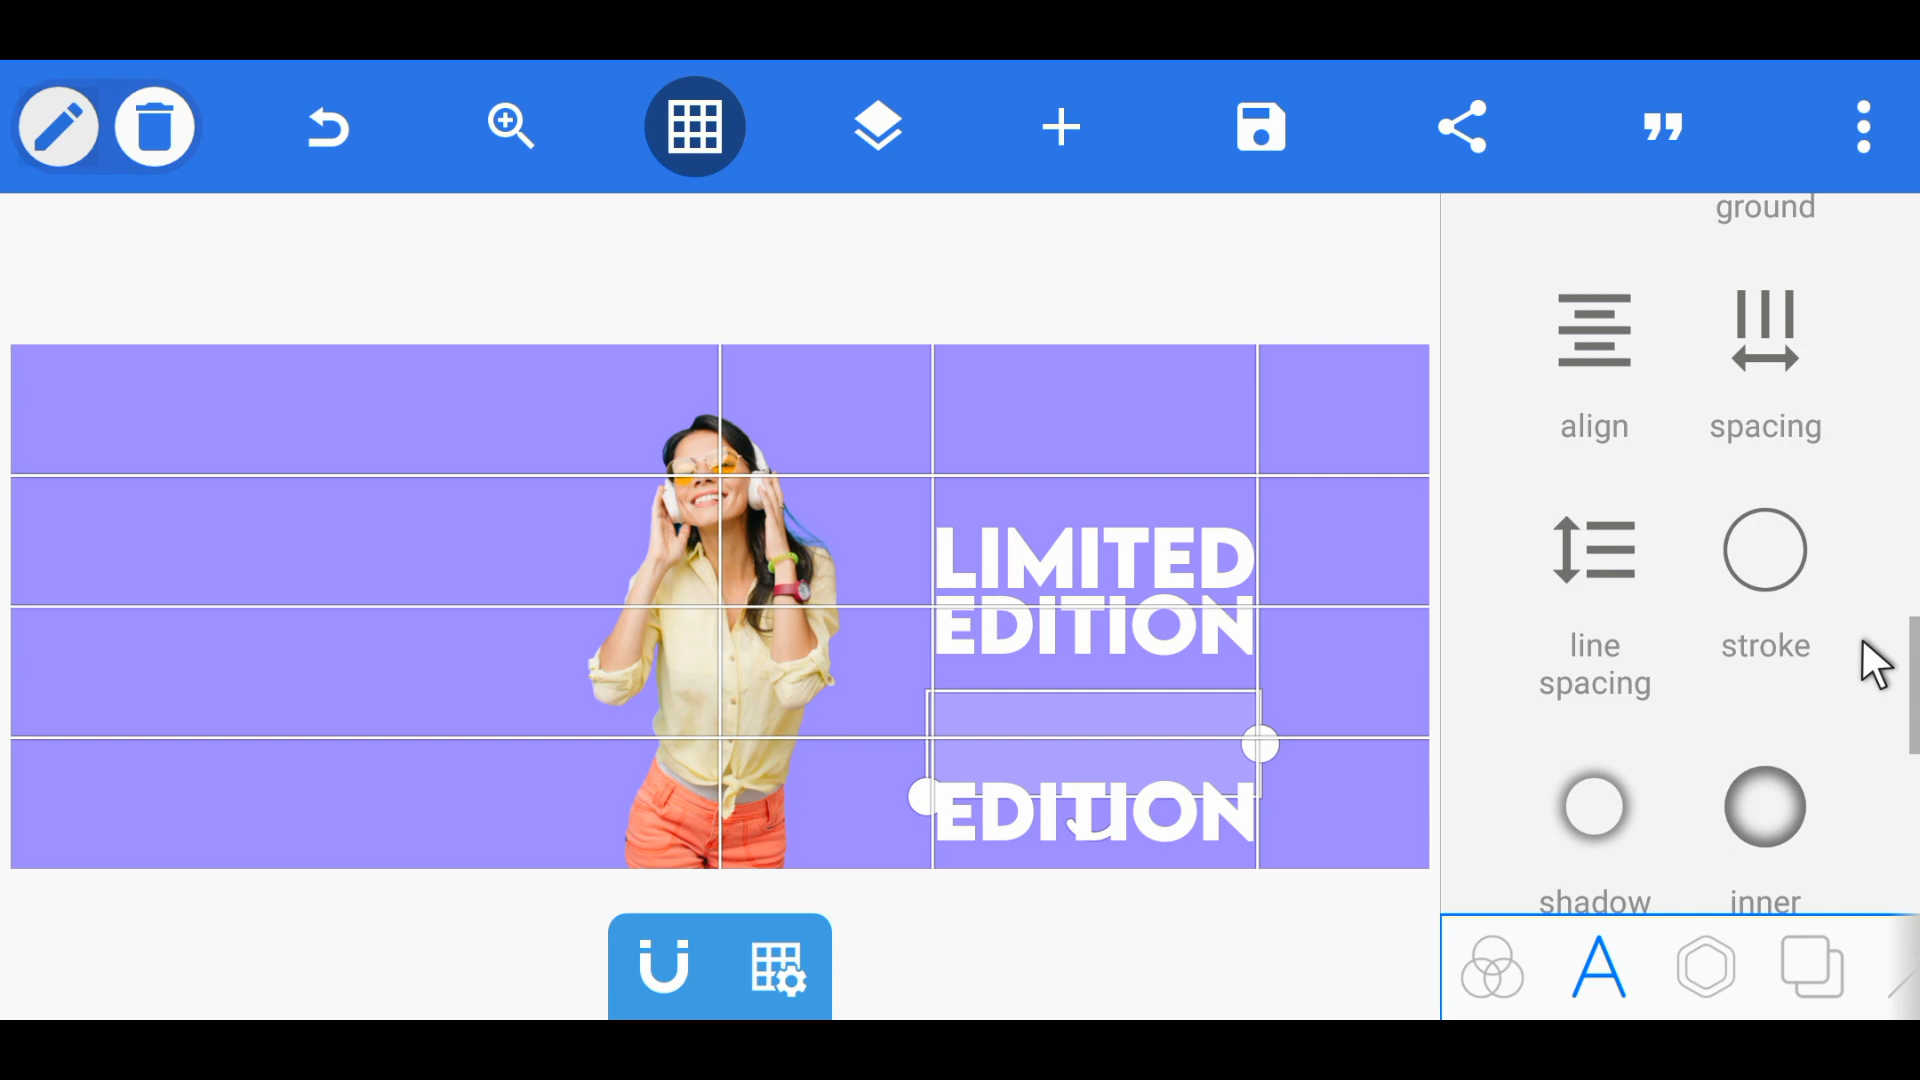 ground
align
spacing
line
spacing
stroke
shadow
inner
LIMITED
EDITION
EDITION